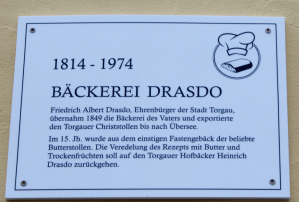 1814 - 1974
BÄCKEREI DRASDO
Friedrich Albert Drasdo, Ehrenbürger der Stadt Torgau,
übernahm 1849 die Bäckerei des Vaters und exportierte
den Torgauer Christstollen bis nach Übersee.
Im 15. Jh. wurde aus dem einstigen Fastengebäck der beliebte
Butterstollen. Die Veredelung des Rezepts mit Butter und
Trockenfrüchten soll auf den Torgauer Hofbäcker Heinrich
Drasdo zurückgehen.